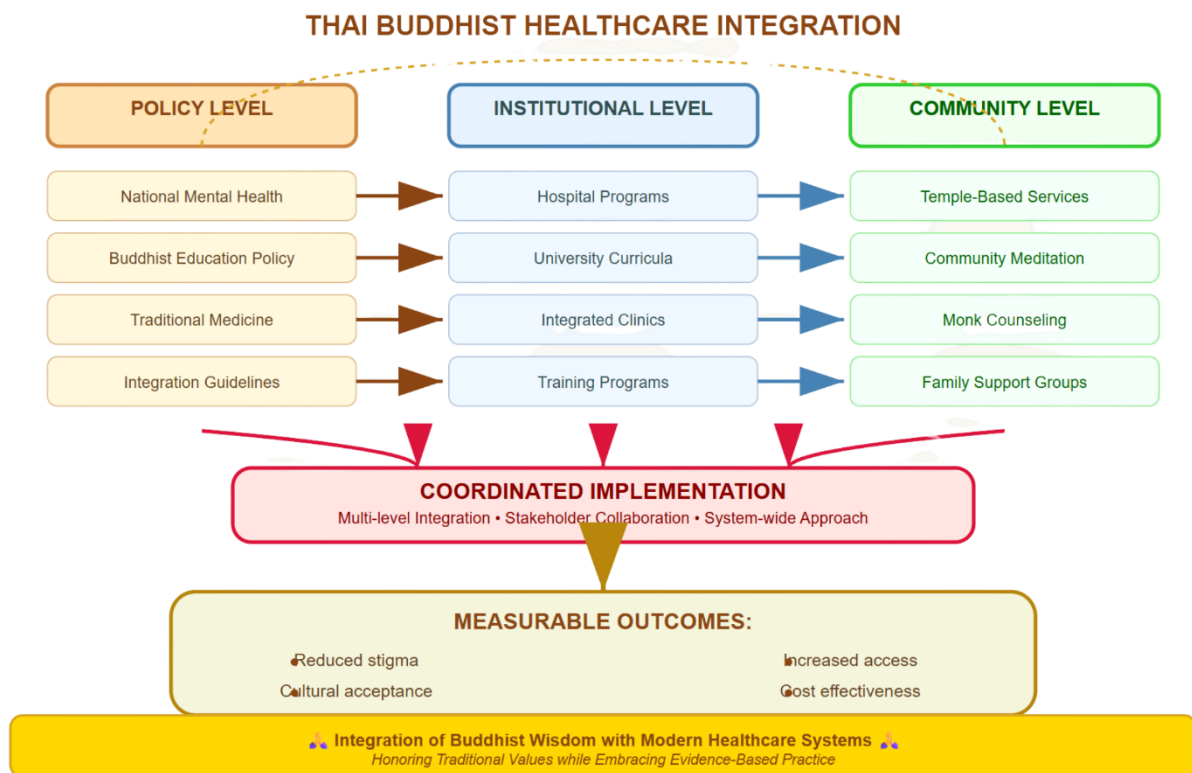 THAI BUDDHIST HEALTHCARE INTEGRATION
POLICY LEVEL
INSTITUTIONAL LEVEL
COMMUNITY LEVEL
National Mental Health
Hospital Programs
Temple-Based Services
Buddhist Education Policy
University Curricula
Community Meditation
Traditional Medicine
Integrated Clinics
Monk Counseling
Integration Guidelines
Training Programs
Family Support Groups
COORDINATED IMPLEMENTATION
Multi-level Integration • Stakeholder Collaboration • System-wide Approach
MEASURABLE OUTCOMES:
Reduced stigma
Increased access
Cultural acceptance
Cost effectiveness
🙏 Integration of Buddhist Wisdom with Modern Healthcare Systems 🙏
Honoring Traditional Values while Embracing Evidence-Based Practice